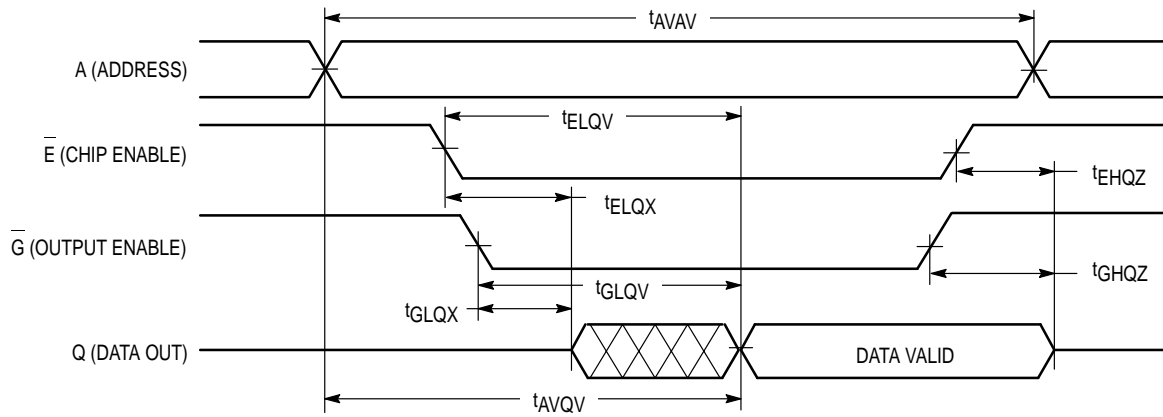 tAVAV
A (ADDRESS)
tELQV
E̅ (CHIP ENABLE)
tEHQZ
tELQX
G̅ (OUTPUT ENABLE)
tGHQZ
tGLQV
tGLQX
Q (DATA OUT)
DATA VALID
tAVQV